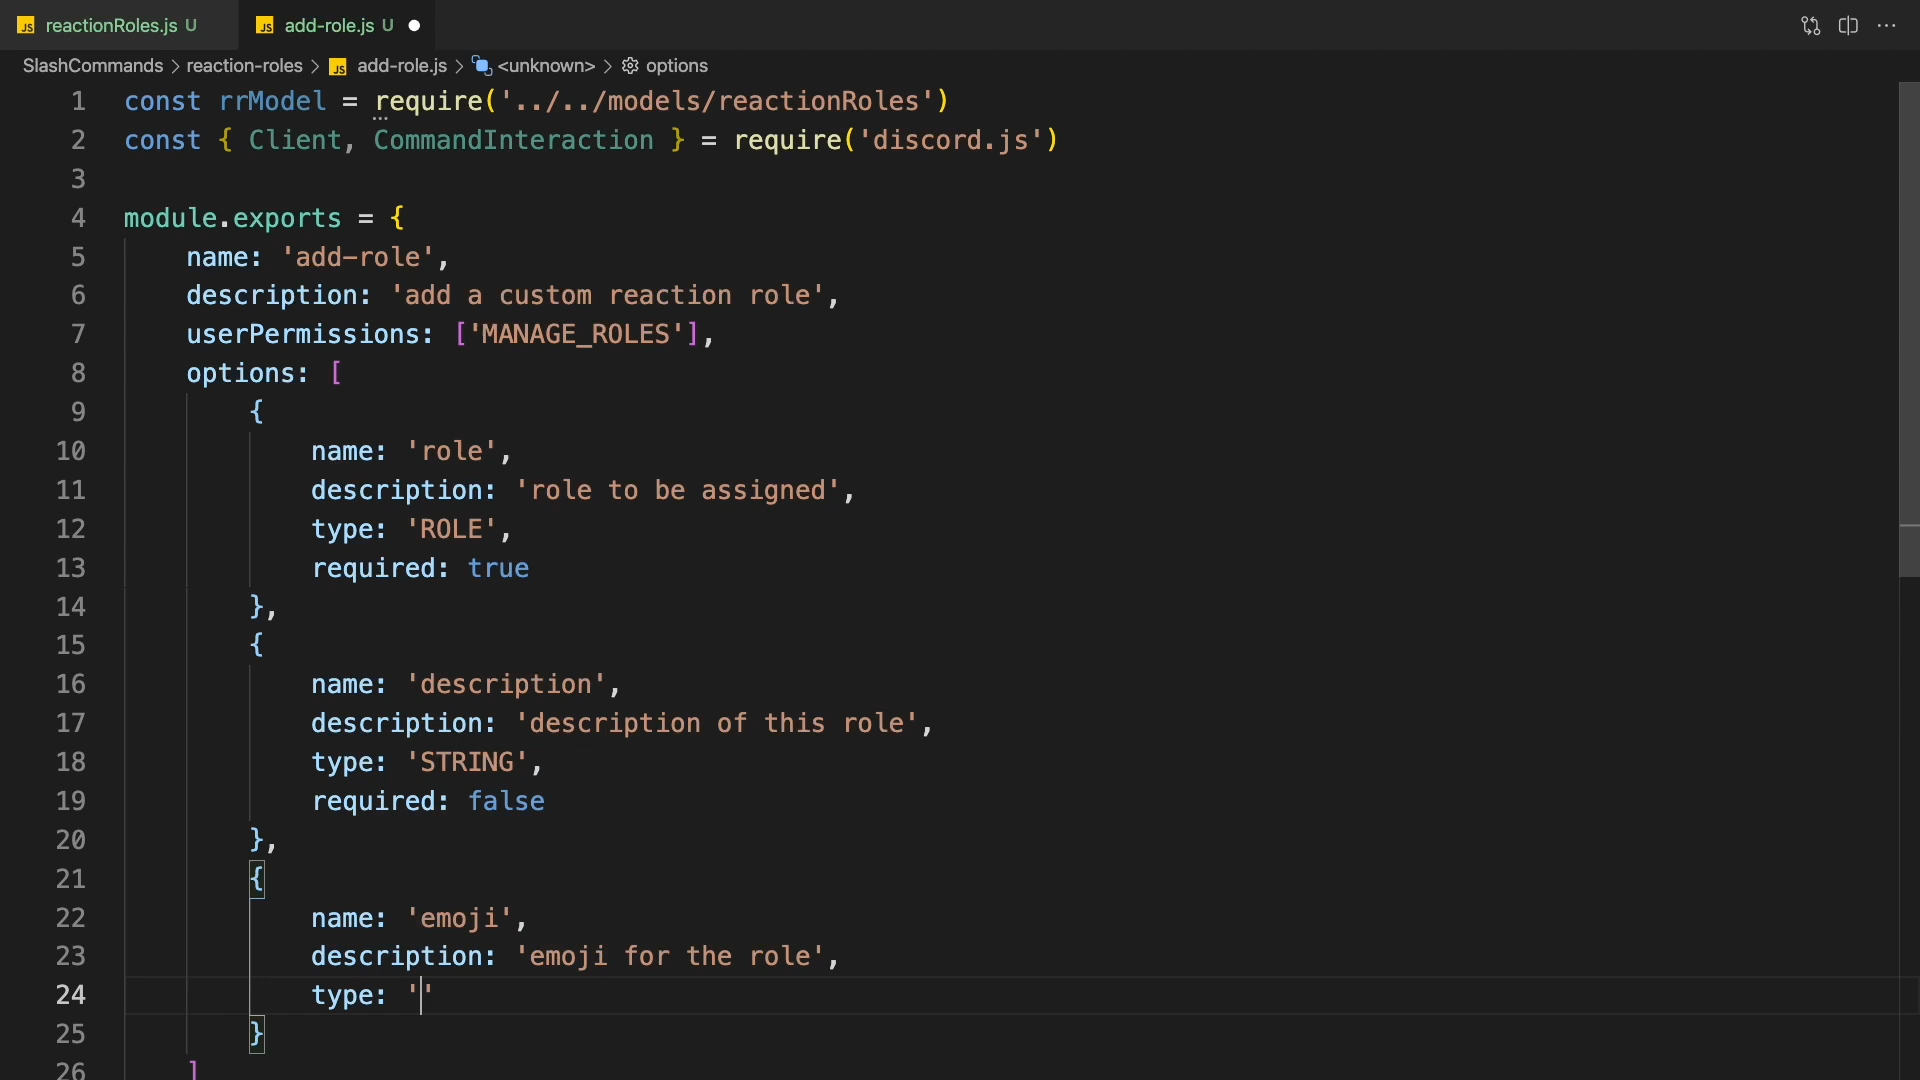 JS reactionRoles.js U JS add-role.js U
SlashCommands > reaction-roles > JS add-role.js > <unknown> > options
1 const rrModel = require('../../models/reactionRoles')
2 const { Client, CommandInteraction } = require('discord.js')
3
4 module.exports = {
5 name: 'add-role',
6 description: 'add a custom reaction role',
7 userPermissions: ['MANAGE_ROLES'],
8 options: [
9 {
10 name: 'role',
11 description: 'role to be assigned',
12 type: 'ROLE',
13 required: true
14 },
15 {
16 name: 'description',
17 description: 'description of this role',
18 type: 'STRING',
19 required: false
20 },
21 {
22 name: 'emoji',
23 description: 'emoji for the role',
24 type: ''
25 }
26 ]